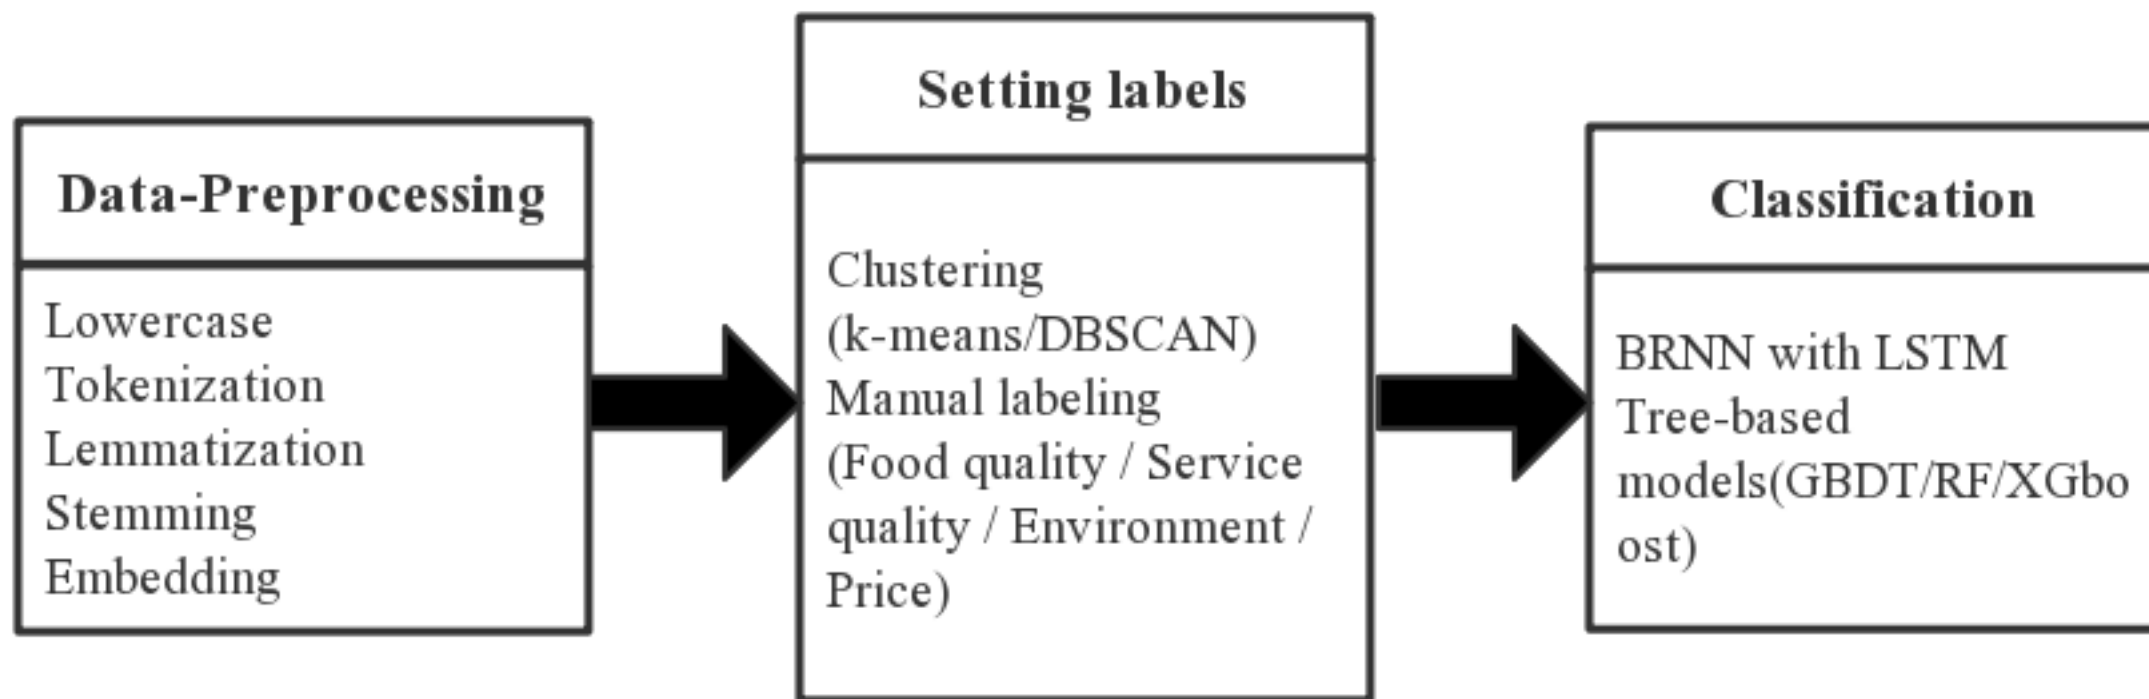 Data-Preprocessing
Lowercase
Tokenization
Lemmatization
Stemming
Embedding
Setting labels
Clustering
(k-means/DBSCAN)
Manual labeling
(Food quality / Service
quality / Environment /
Price)
Classification
BRNN with LSTM
Tree-based
models(GBDT/RF/XGbo
ost)